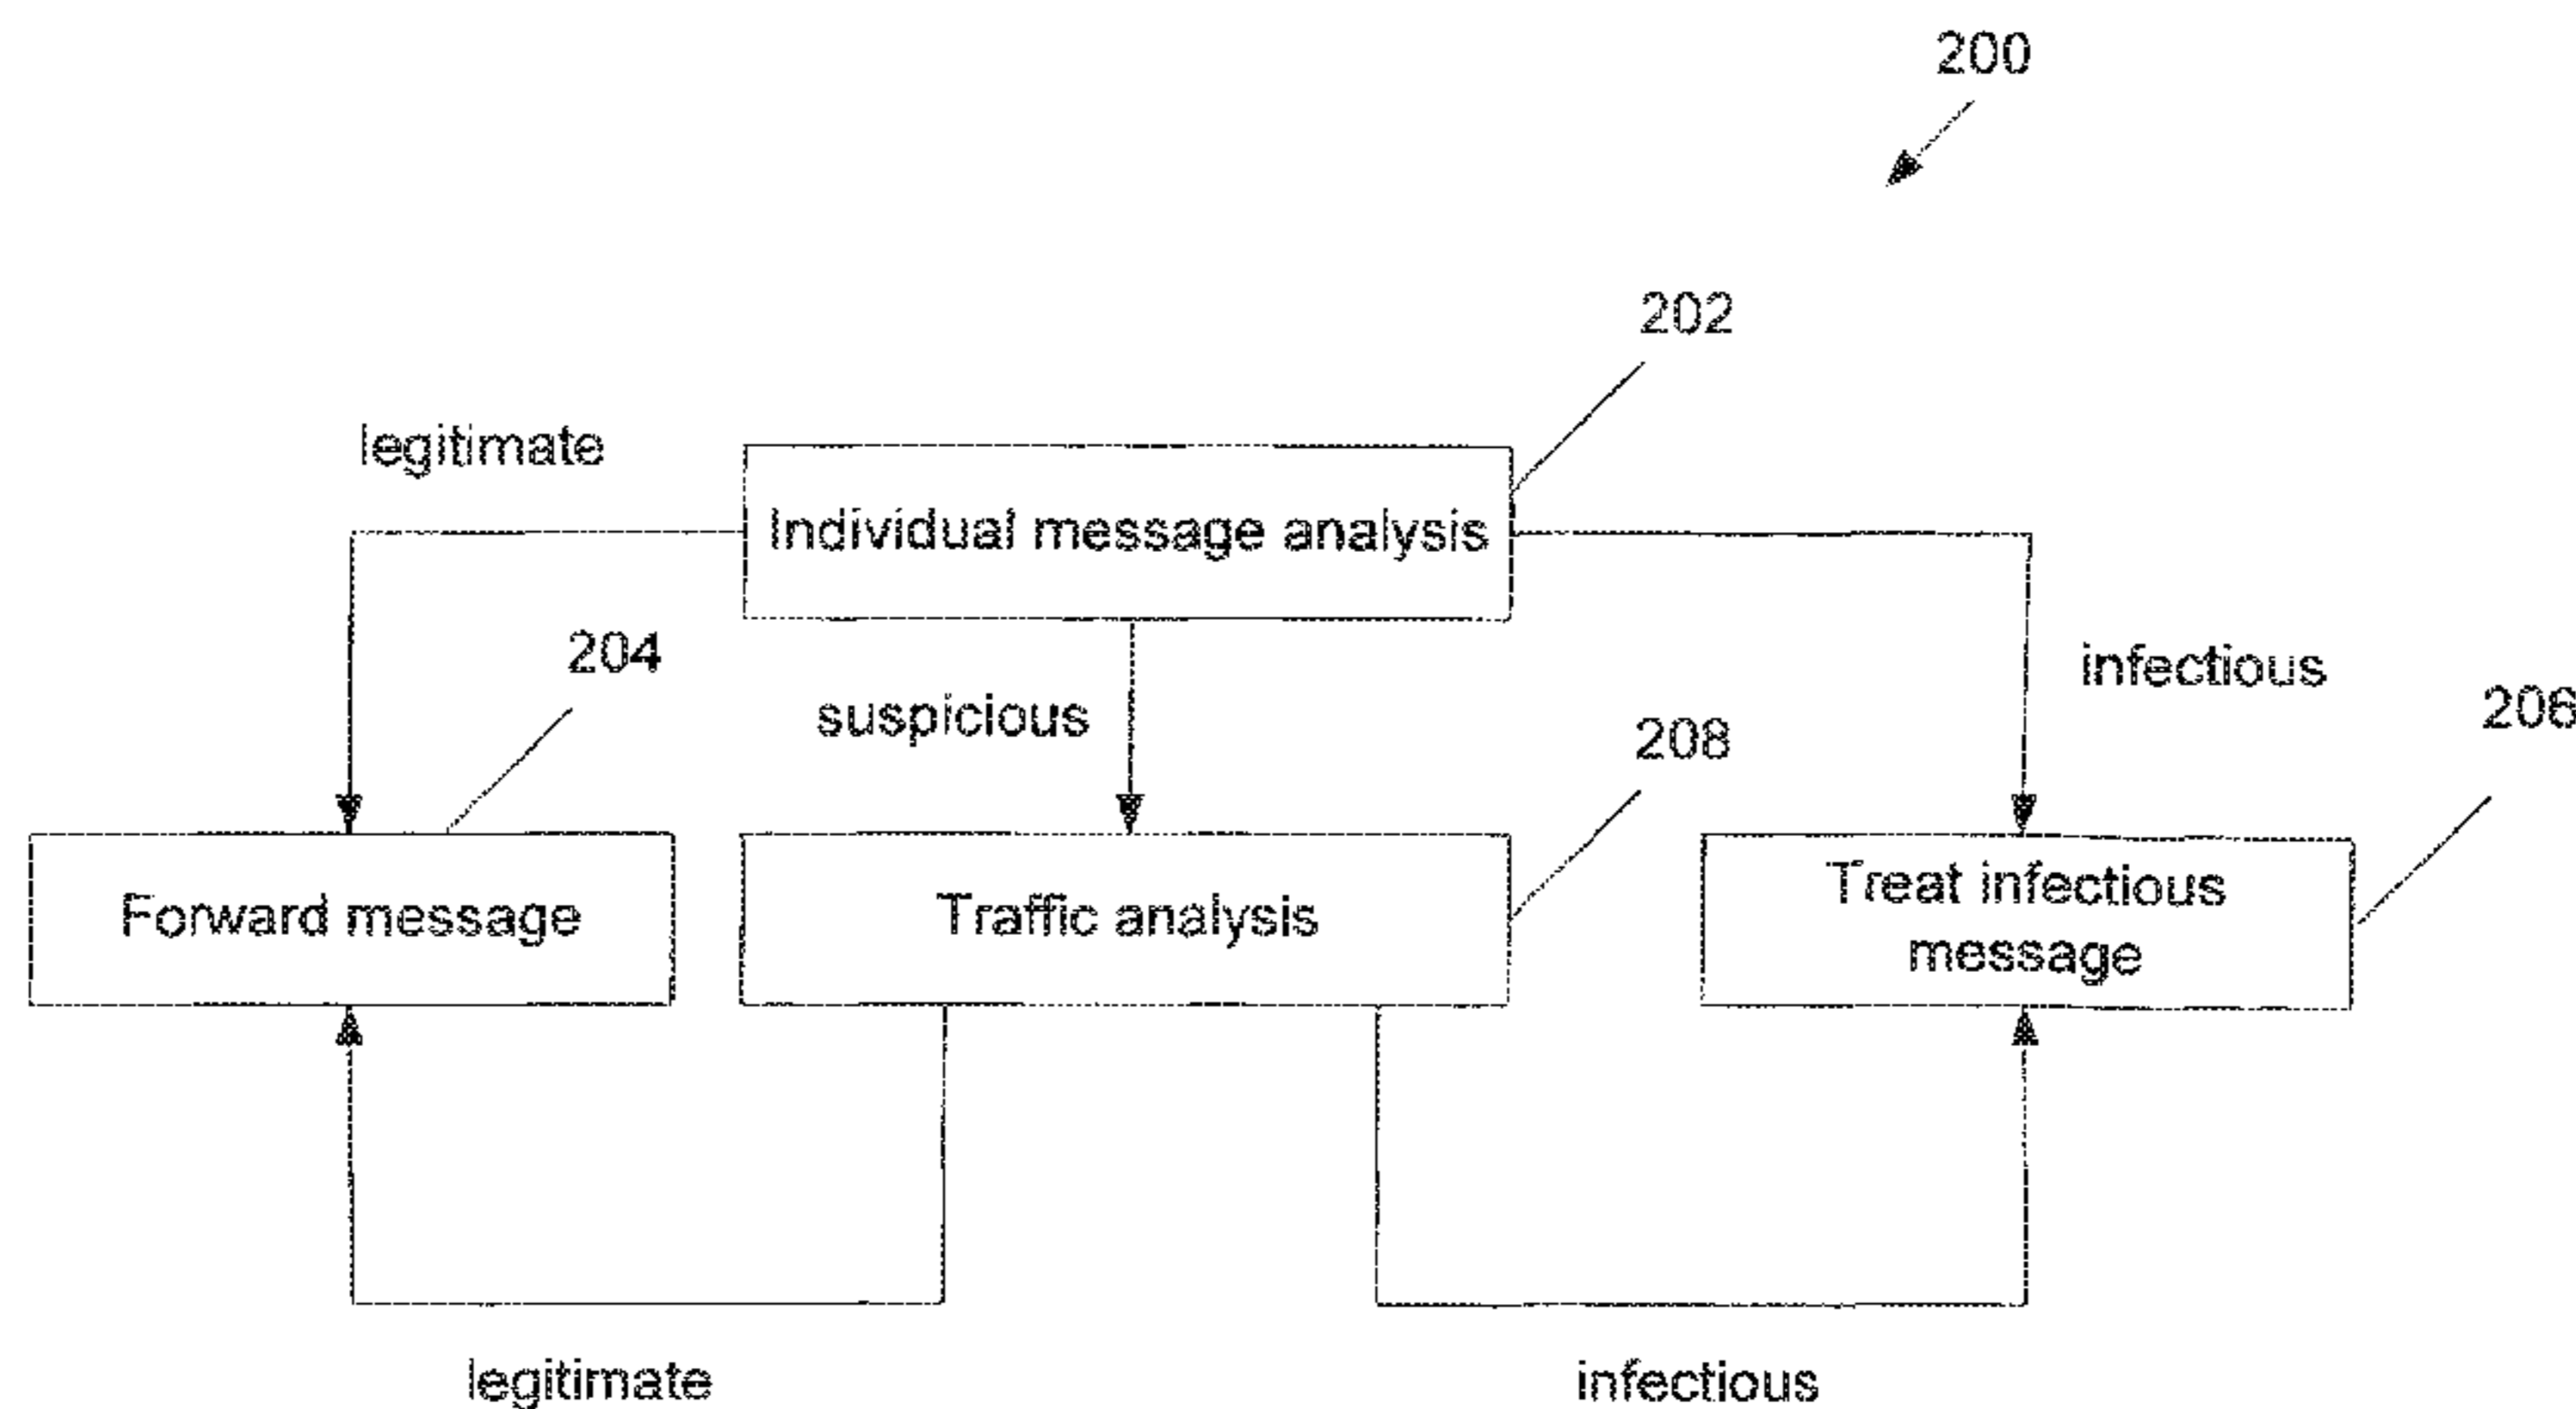 200
202
legitimate
Individual message analysis
204
suspicious
infectious
208
206
Forward message
Traffic analysis
Treat infectious
message
legitimate
infectious